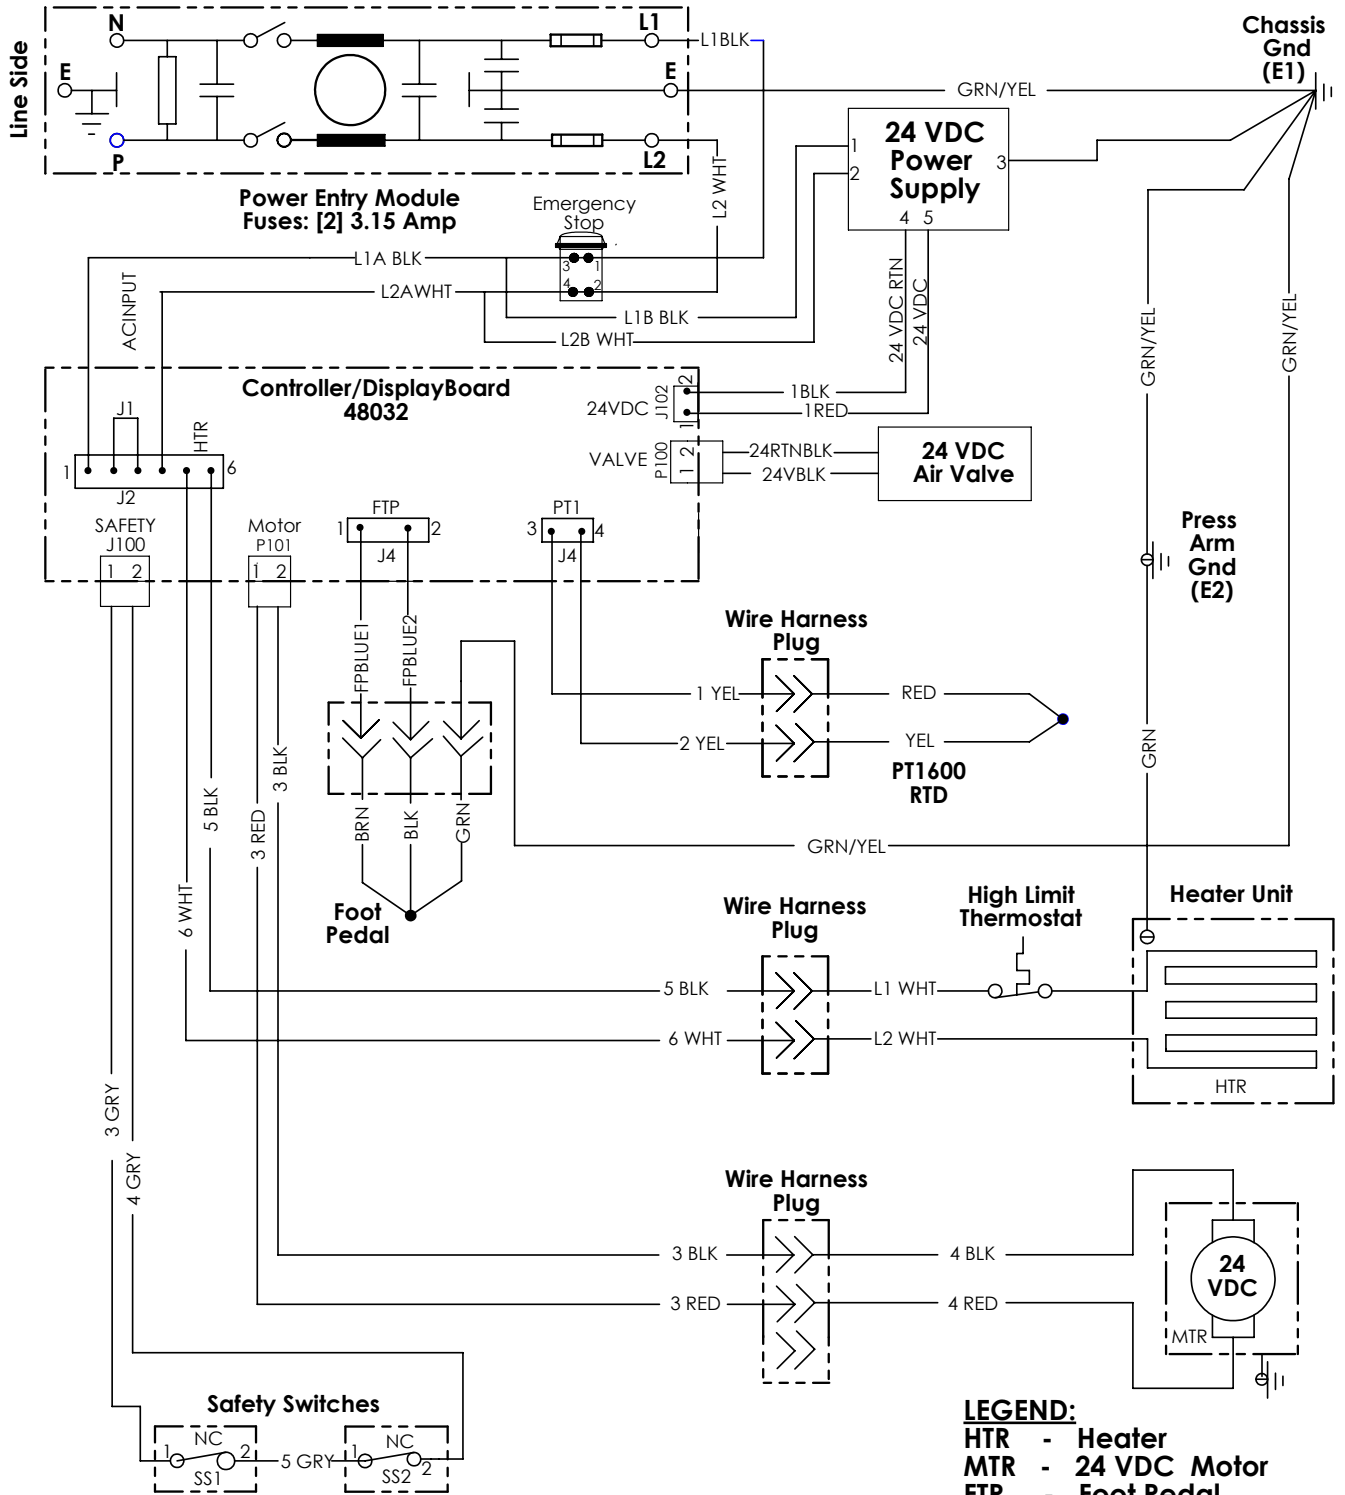 N
L1
L1BLK
Chassis
Gnd
(E1)
Line Side
E
E
GRN/YEL
P
L2
L2 WHT
24 VDC
Power
Supply
1
2
3
4 5
Power Entry Module
Fuses: [2] 3.15 Amp
Emergency
Stop
3 1
4 2
L1A BLK
L2AWHT
ACINPUT
L1B BLK
L2B WHT
24 VDC RTN
24 VDC
GRN/YEL
GRN/YEL
Controller/DisplayBoard
48032
24VDC
J102
2
1
1BLK
1RED
J1
HTR
1
6
J2
VALVE
P100
1 2
24RTNBLK
24VBLK
24 VDC
Air Valve
SAFETY
J100
1 2
Motor
P101
1 2
FTP
1 2
J4
PT1
3 4
J4
Press
Arm
Gnd
(E2)
FPBLUE1
FPBLUE2
Wire Harness
Plug
1 YEL
RED
2 YEL
YEL
PT1600
RTD
GRN
5 BLK
3 BLK
3 RED
BRN
BLK
GRN
GRN/YEL
6 WHT
Foot
Pedal
Wire Harness
Plug
High Limit
Thermostat
Heater Unit
5 BLK
L1 WHT
6 WHT
L2 WHT
HTR
3 GRY
4 GRY
Wire Harness
Plug
3 BLK
4 BLK
3 RED
4 RED
24
VDC
MTR
Safety Switches
1 NC 2
SS1
5 GRY
1 NC 2
SS2
LEGEND:
HTR - Heater
MTR - 24 VDC Motor
FTP - Foot Pedal